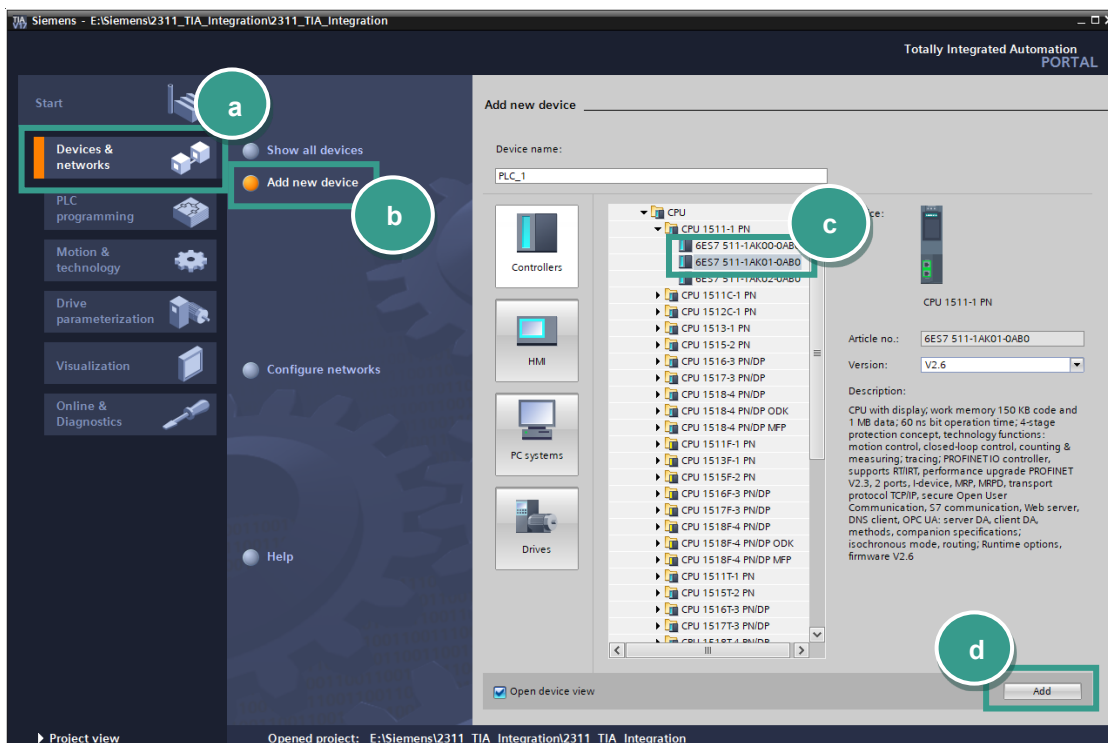 Siemens - E:\Siemens\2311_TIA_Integration\2311_TIA_Integration
Totally Integrated Automation
PORTAL
Start
a
Devices &
networks
PLC
programming
Motion &
technology
Drive
parameterization
Visualization
Online &
Diagnostics
Show all devices
Add new device
b
Configure networks
Help
Add new device
Device name:
PLC_1
Controllers
HMI
PC systems
Drives
CPU
CPU 1511-1 PN
6ES7 511-1AK00-0AB0
6ES7 511-1AK01-0AB0
6ES7 511-1AK02-0AB0
CPU 1511C-1 PN
CPU 1512C-1 PN
CPU 1513-1 PN
CPU 1515-2 PN
CPU 1516-3 PN/DP
CPU 1517-3 PN/DP
CPU 1518-4 PN/DP
CPU 1518-4 PN/DP ODK
CPU 1518-4 PN/DP MFP
CPU 1511F-1 PN
CPU 1513F-1 PN
CPU 1515F-2 PN
CPU 1516F-3 PN/DP
CPU 1517F-3 PN/DP
CPU 1518F-4 PN/DP
CPU 1518F-4 PN/DP ODK
CPU 1518F-4 PN/DP MFP
CPU 1511T-1 PN
CPU 1515T-2 PN
CPU 1516T-3 PN/DP
CPU 1517T-3 PN/DP
CPU 1518T-4 PN/DP
c
CPU 1511-1 PN
Article no.: 6ES7 511-1AK01-0AB0
Version: V2.6
Description:
CPU with display; work memory 150 KB code and
1 MB data; 60 ns bit operation time; 4-stage
protection concept, technology functions:
motion control, closed-loop control, counting &
measuring; tracing; PROFINET IO controller,
supports RT/IRT, performance upgrade PROFINET
V2.3, 2 ports, I-device, MRP, MRPD, transport
protocol TCP/IP, secure Open User
Communication, S7 communication, Web server,
DNS client, OPC UA: server DA, client DA,
methods, companion specifications;
isochronous mode, routing; Runtime options,
firmware V2.6
d
Open device view
Add
Project view
Opened project: E:\Siemens\2311_TIA_Integration\2311_TIA_Integration